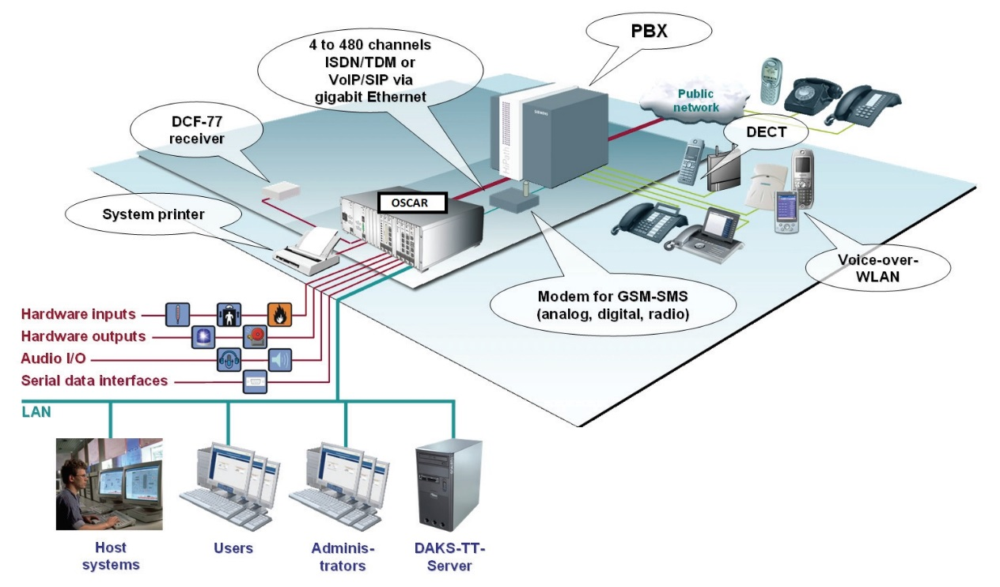 PBX
4 to 480 channels
ISDN/TDM or
VoIP/SIP via
gigabit Ethernet
Public
network
DCF-77
receiver
SIEMENS
DECT
HiPath
System printer
OSCAR
Voice-over-
WLAN
Modem for GSM-SMS
(analog, digital, radio)
Hardware inputs
Hardware outputs
Audio I/O
Serial data interfaces
LAN
Host
systems
Users
Adminis-
trators
DAKS-TT-
Server